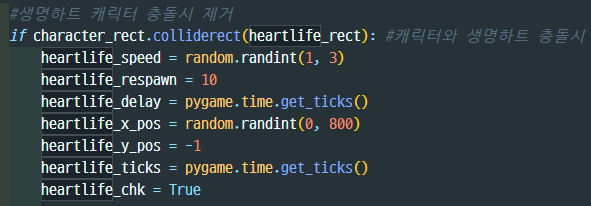 #생명하트 캐릭터 충돌시 제거
if character_rect.colliderect(heartlife_rect): #캐릭터와 생명하트 충돌시
    heartlife_speed = random.randint(1, 3)
    heartlife_respawn = 10
    heartlife_delay = pygame.time.get_ticks()
    heartlife_x_pos = random.randint(0, 800)
    heartlife_y_pos = -1
    heartlife_ticks = pygame.time.get_ticks()
    heartlife_chk = True